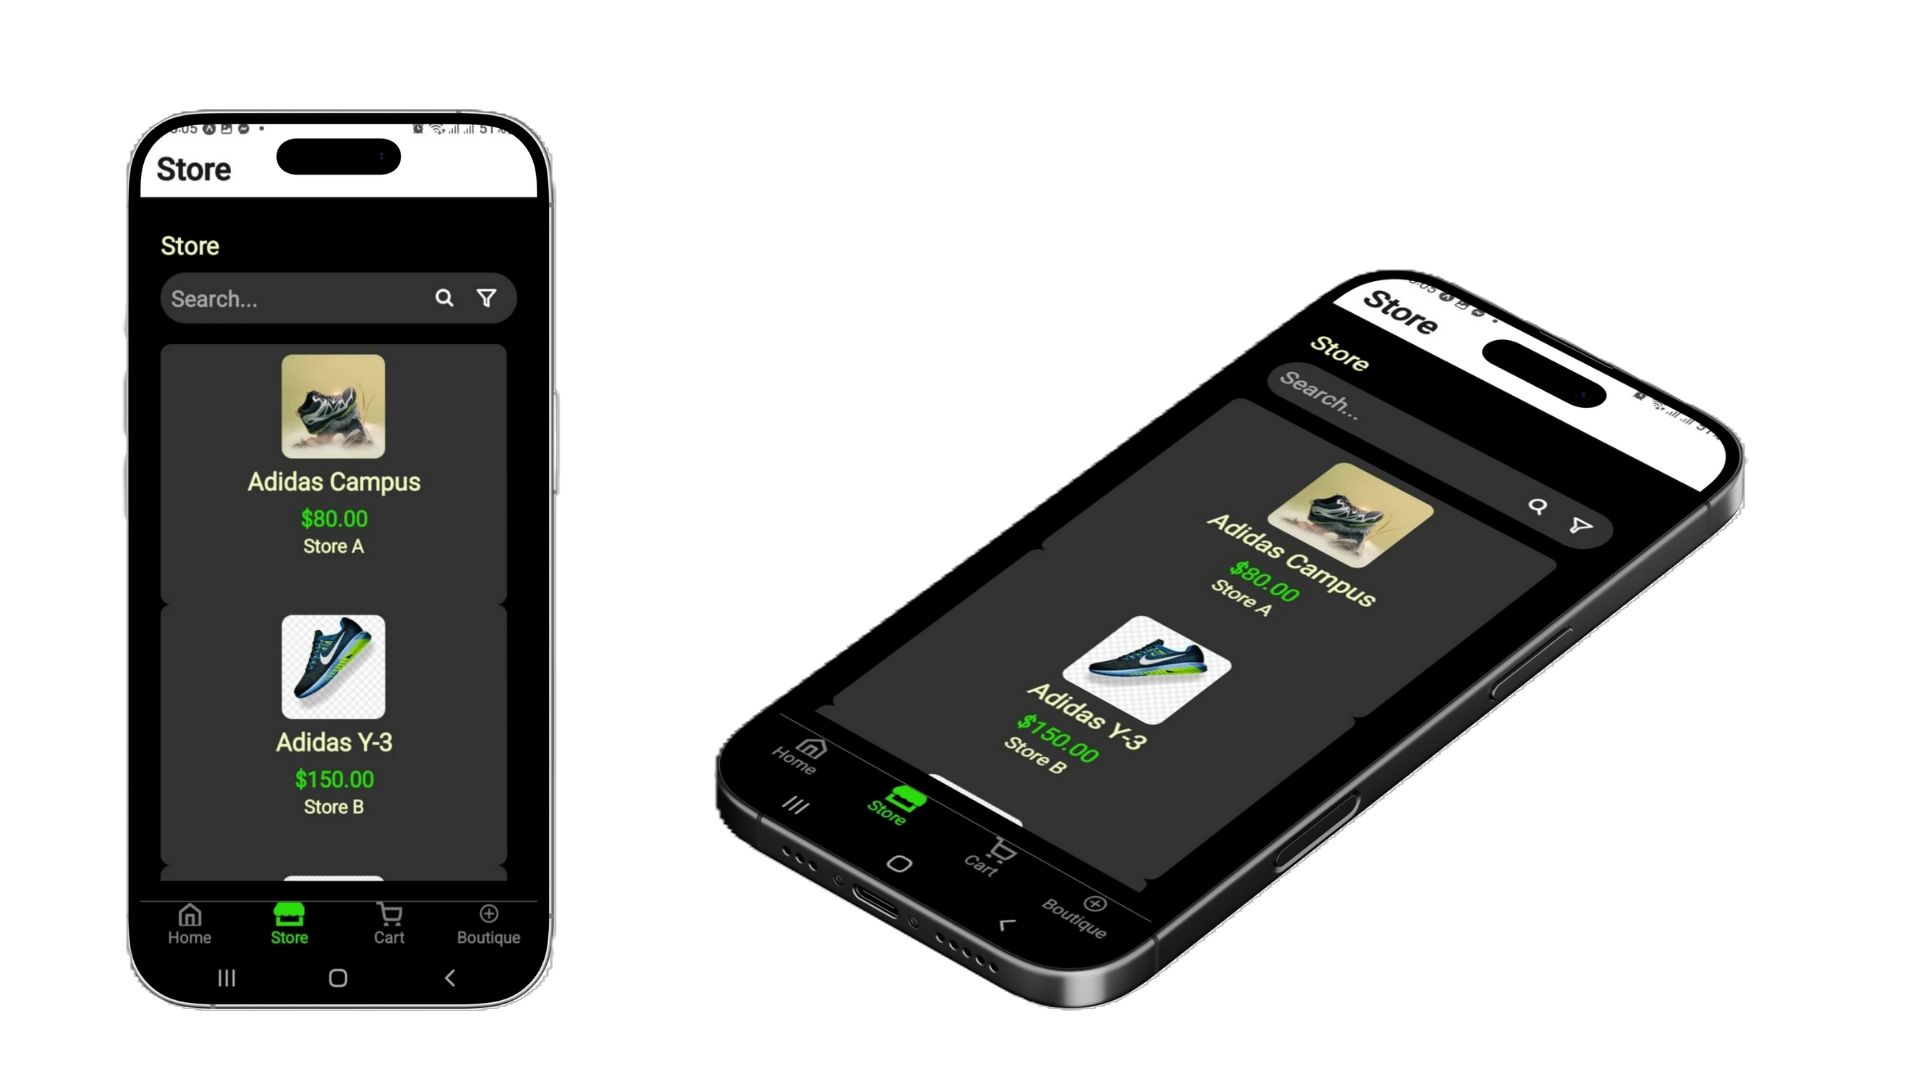 51%
Store
Store
Search...
Adidas Campus
$80.00
Store A
Adidas Y-3
$150.00
Store B
Home
Store
Cart
Boutique
Store
Store
Search...
Adidas Campus
$80.00
Store A
Adidas Y-3
$150.00
Store B
Home
Store
Cart
Boutique